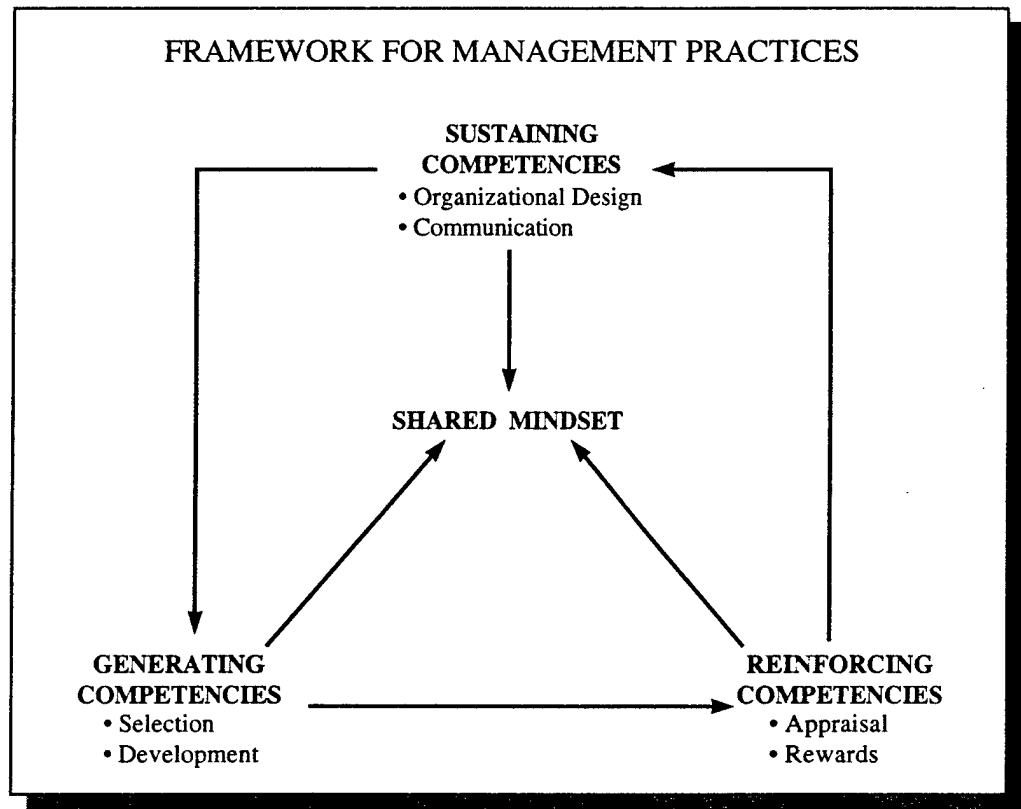 FRAMEWORK FOR MANAGEMENT PRACTICES
SUSTAINING
COMPETENCIES
• Organizational Design
• Communication
SHARED MINDSET
GENERATING
COMPETENCIES
• Selection
• Development
REINFORCING
COMPETENCIES
• Appraisal
• Rewards